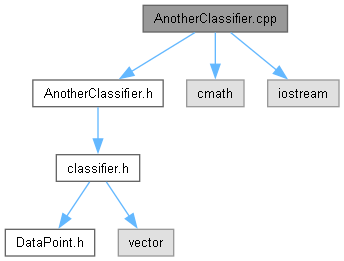 AnotherClassifier.cpp
AnotherClassifier.h
cmath
iostream
classifier.h
DataPoint.h
vector